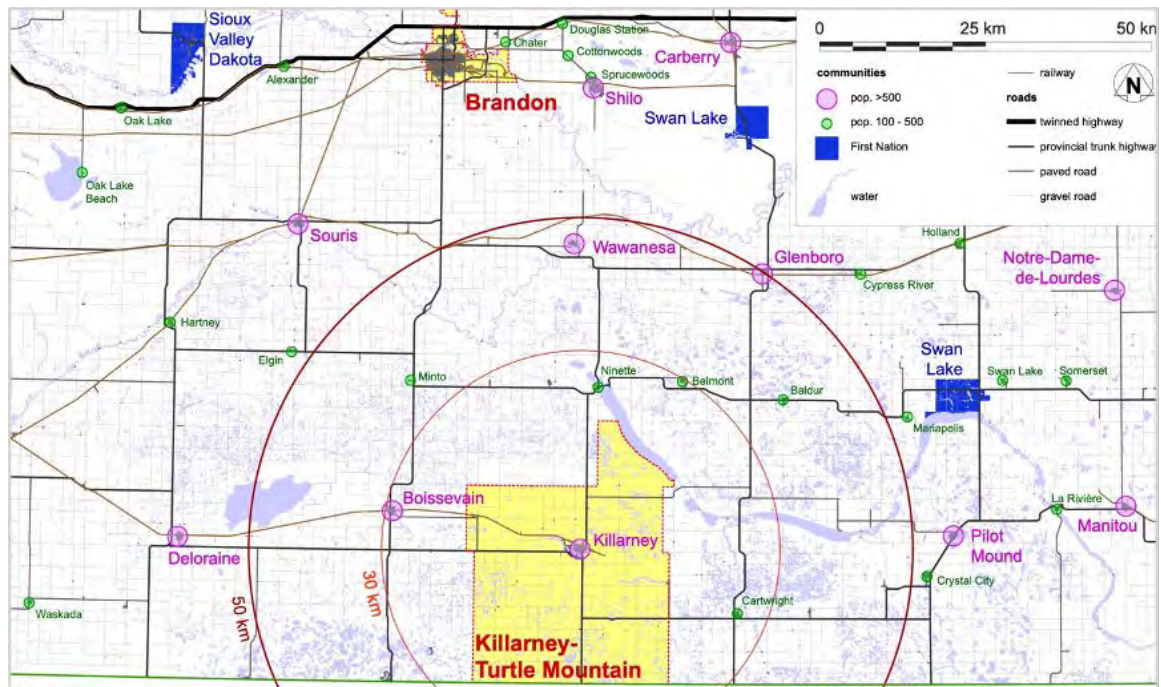 Sioux
Valley
Dakota
Alexander
Oak Lake
Oak Lake
Beach
Brandon
Chater
Douglas Station
Cottonwoods
Sprucewoods
Shilo
Carberry
Swan Lake
0
25 km
50 km
communities
pop. >500
pop. 100 - 500
First Nation
water
railway
roads
twinned highway
provincial trunk highway
paved road
gravel road
N
Souris
Wawanesa
Glenboro
Holland
Cypress River
Notre-Dame-
de-Lourdes
Hartney
Elgin
Minto
Ninette
Belmont
Baldur
Swan
Lake
Swan Lake
Somerset
Mariapolis
Boissevain
Deloraine
Killarney
La Rivière
Manitou
Pilot
Mound
Crystal City
Waskada
50 km
30 km
Cartwright
Killarney-
Turtle Mountain